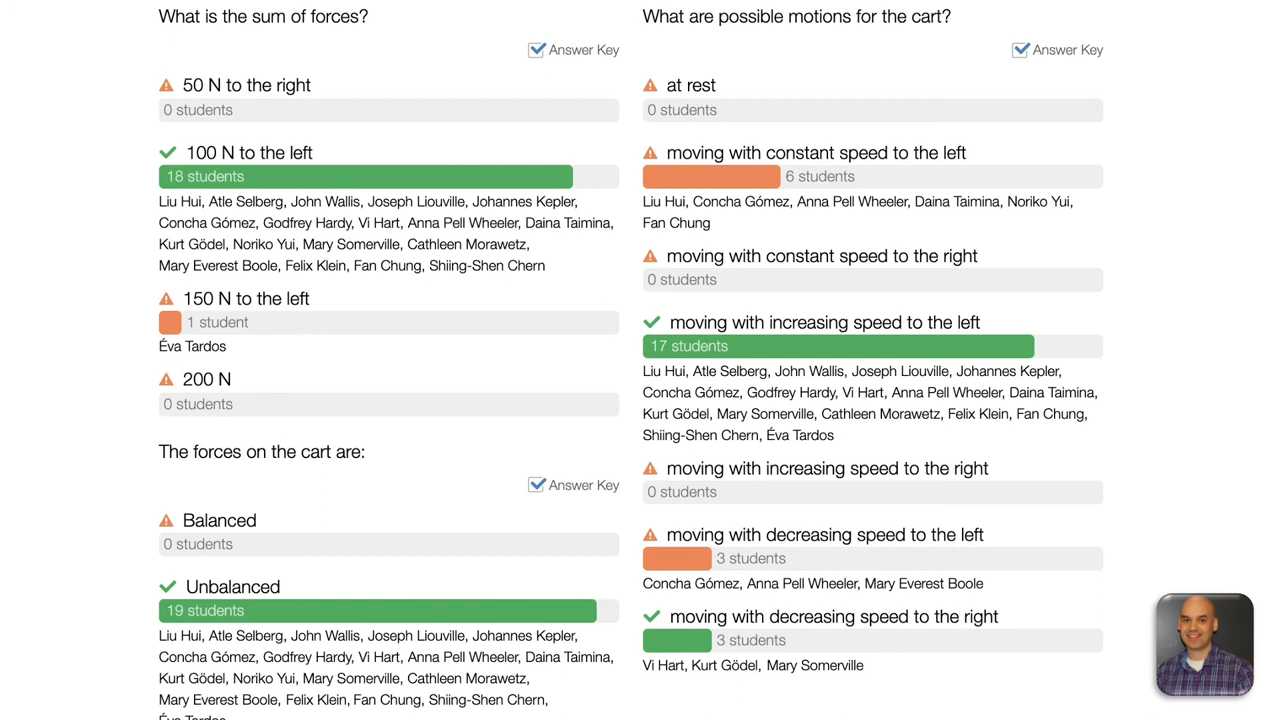 What is the sum of forces?
Answer Key
50 N to the right
0 students
100 N to the left
18 students
Liu Hui, Atle Selberg, John Wallis, Joseph Liouville, Johannes Kepler,
Concha Gómez, Godfrey Hardy, Vi Hart, Anna Pell Wheeler, Daina Taimina,
Kurt Gödel, Noriko Yui, Mary Somerville, Cathleen Morawetz,
Mary Everest Boole, Felix Klein, Fan Chung, Shiing-Shen Chern
150 N to the left
1 student
Éva Tardos
200 N
0 students
The forces on the cart are:
Answer Key
Balanced
0 students
Unbalanced
19 students
Liu Hui, Atle Selberg, John Wallis, Joseph Liouville, Johannes Kepler,
Concha Gómez, Godfrey Hardy, Vi Hart, Anna Pell Wheeler, Daina Taimina,
Kurt Gödel, Noriko Yui, Mary Somerville, Cathleen Morawetz,
Mary Everest Boole, Felix Klein, Fan Chung, Shiing-Shen Chern,
Éva Tardos
What are possible motions for the cart?
Answer Key
at rest
0 students
moving with constant speed to the left
6 students
Liu Hui, Concha Gómez, Anna Pell Wheeler, Daina Taimina, Noriko Yui,
Fan Chung
moving with constant speed to the right
0 students
moving with increasing speed to the left
17 students
Liu Hui, Atle Selberg, John Wallis, Joseph Liouville, Johannes Kepler,
Concha Gómez, Godfrey Hardy, Vi Hart, Anna Pell Wheeler, Daina Taimina,
Kurt Gödel, Mary Somerville, Cathleen Morawetz, Felix Klein, Fan Chung,
Shiing-Shen Chern, Éva Tardos
moving with increasing speed to the right
0 students
moving with decreasing speed to the left
3 students
Concha Gómez, Anna Pell Wheeler, Mary Everest Boole
moving with decreasing speed to the right
3 students
Vi Hart, Kurt Gödel, Mary Somerville